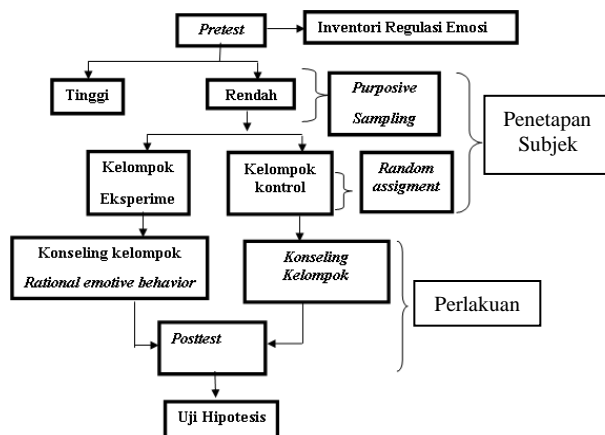 Pretest
Inventori Regulasi Emosi
Tinggi
Rendah
Purposive
Sampling
Penetapan
Subjek
Kelompok
Eksperime
Kelompok
kontrol
Random
assigment
Konseling kelompok
Rational emotive behavior
Konseling
Kelompok
Perlakuan
Posttest
Uji Hipotesis